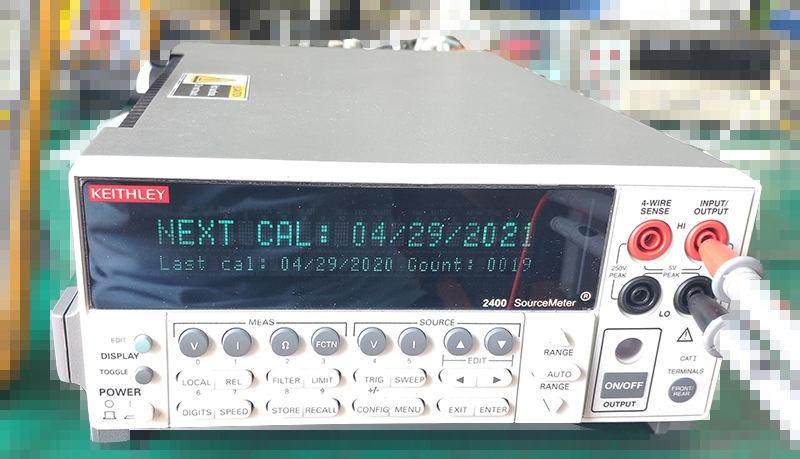 KEITHLEY
NEXT CAL: 04/29/2021
Last cal: 04/29/2020 Count: 0019
2400 SourceMeter ®
4-WIRE SENSE
INPUT/OUTPUT
HI
250V PEAK
5V PEAK
LO
CAT I
MEAS
SOURCE
EDIT
DISPLAY
TOGGLE
POWER
V I Ω FCTN V I ▲ ▼
0 1 2 3 4 5
EDIT
LOCAL REL FILTER LIMIT TRIG SWEEP ◄ ►
6 7 8 9 +/-
DIGITS SPEED STORE RECALL CONFIG MENU EXIT ENTER
RANGE
AUTO
RANGE
ON/OFF
OUTPUT
TERMINALS
FRONT/REAR